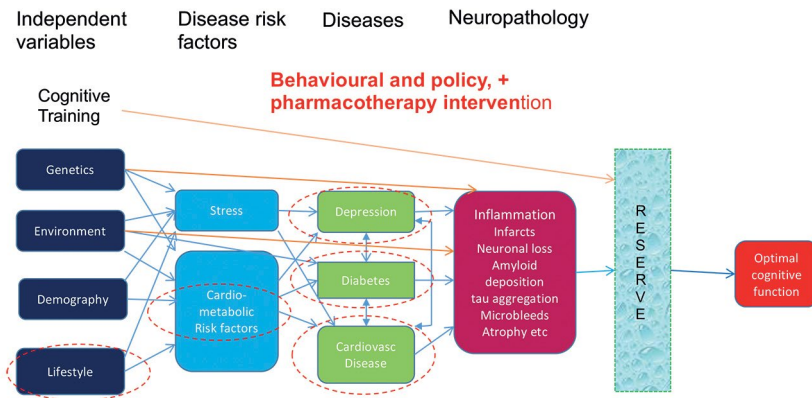 Independent
variables
Disease risk
factors
Diseases
Neuropathology
Behavioural and policy, +
pharmacotherapy intervention
Cognitive
Training
Genetics
Environment
Demography
Lifestyle
Stress
Cardio-
metabolic
Risk factors
Depression
Diabetes
Cardiovasc
Disease
Inflammation
Infarcts
Neuronal loss
Amyloid
deposition
tau aggregation
Microbleeds
Atrophy etc
RESERVE
Optimal
cognitive
function